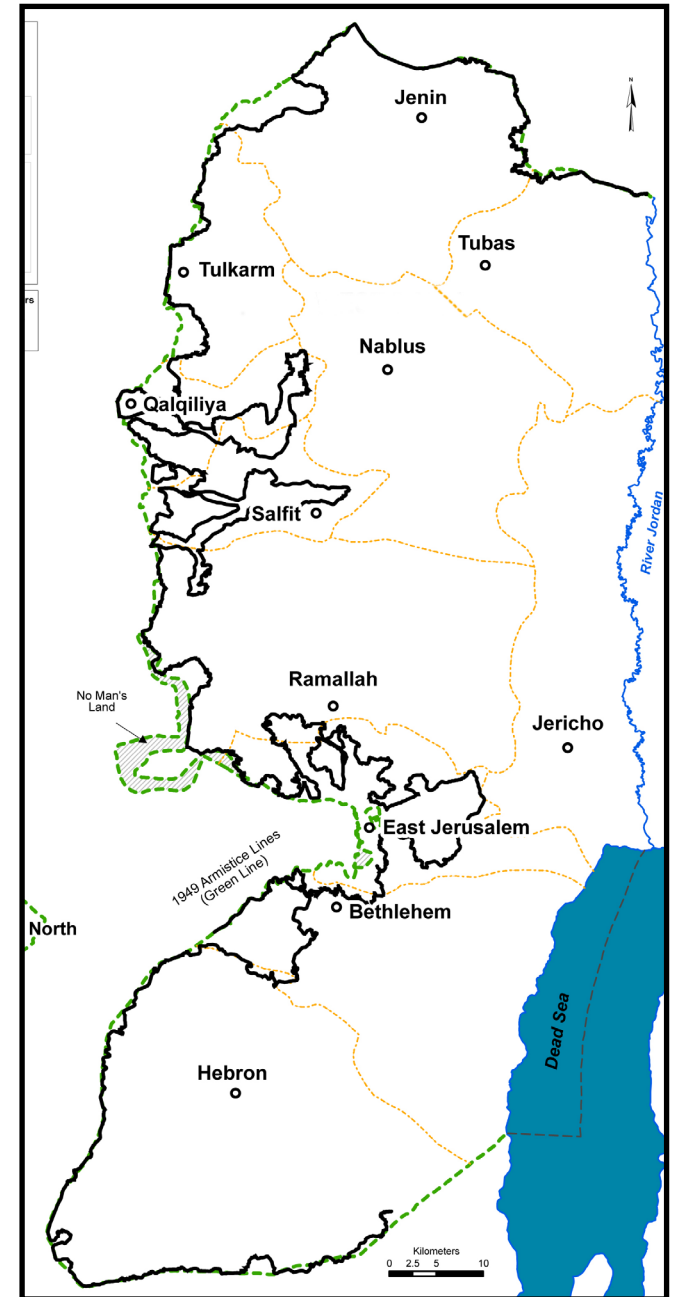 Jenin
N
Tubas
Tulkarm
rs
Nablus
Qalqiliya
Salfit
River Jordan
Ramallah
No Man's
Land
Jericho
East Jerusalem
1949 Armistice Lines
(Green Line)
Bethlehem
North
Dead Sea
Hebron
Kilometers
0 2.5 5 10